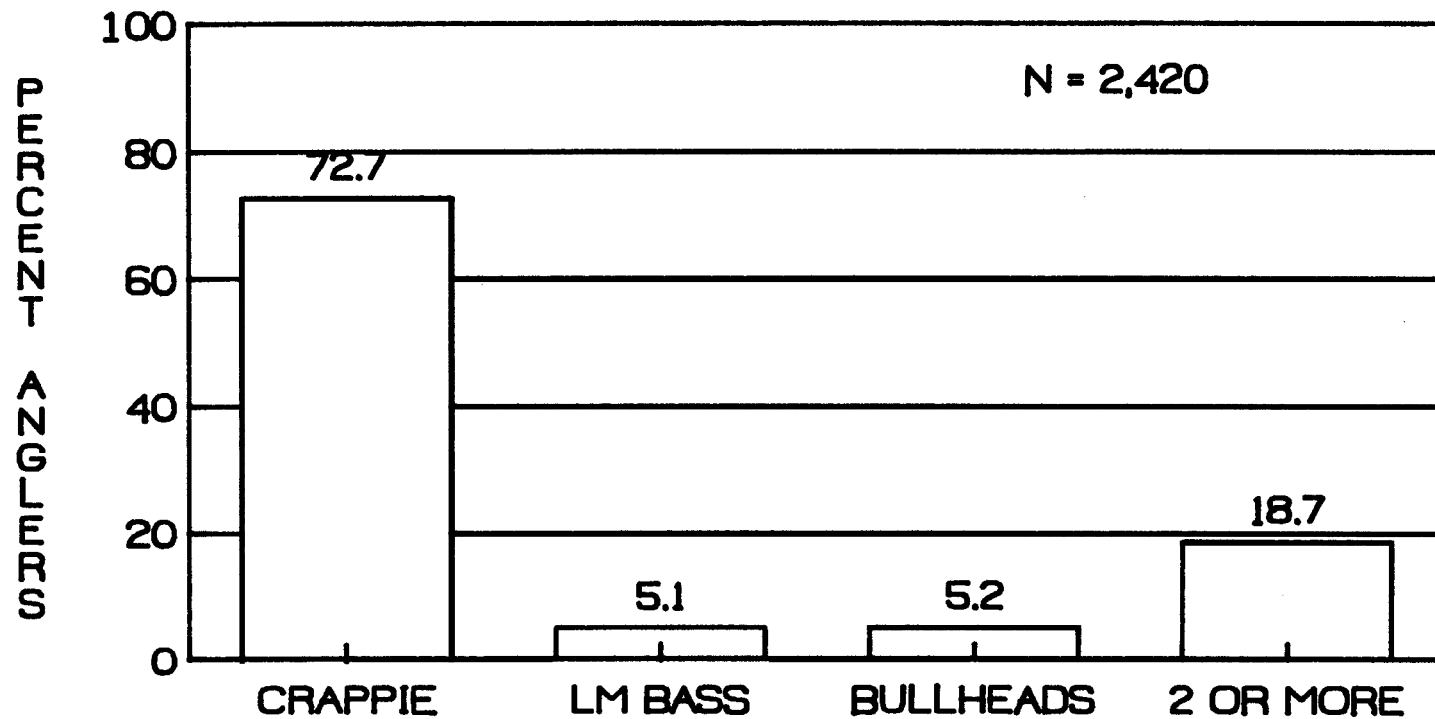 PERCENT ANGLERS
100
80
60
40
20
0
N = 2,420
72.7
5.1
5.2
18.7
CRAPPIE
LM BASS
BULLHEADS
2 OR MORE